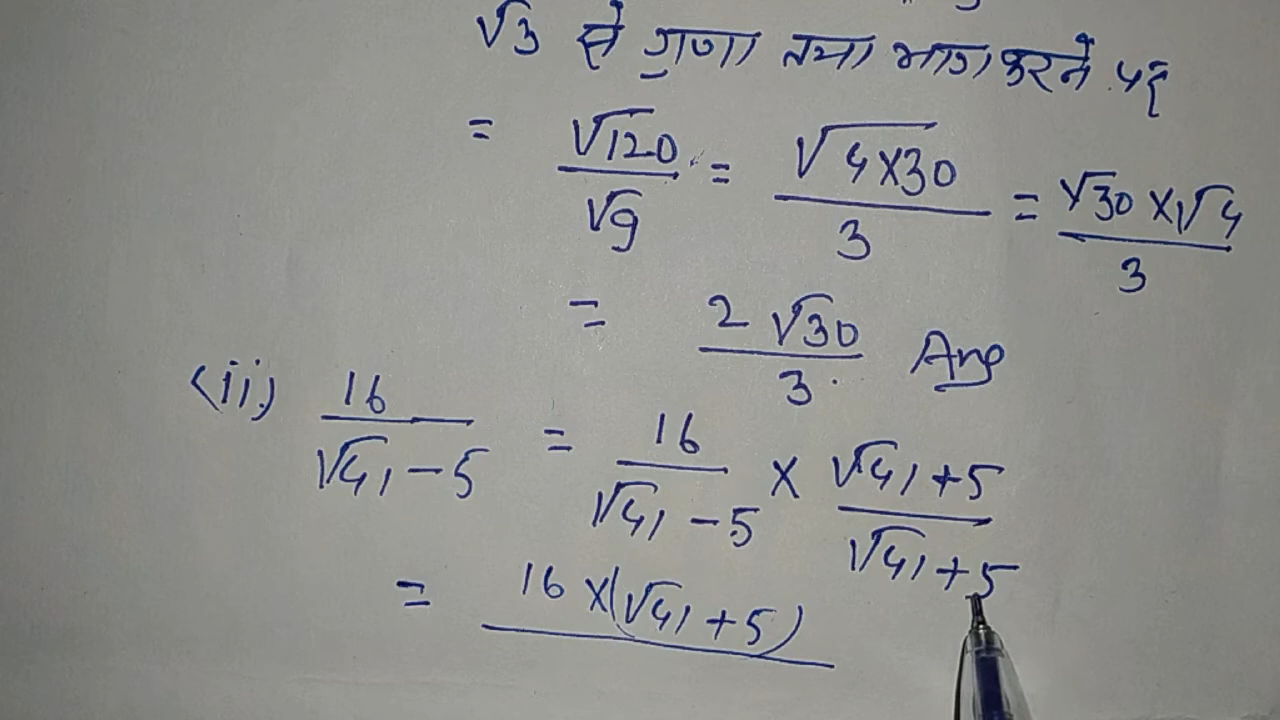 √3 से गुणा तथा भाग करने पर
= √120/√9 = √4×30/3 = √30×√4/3
= 2√30/3 Ans
(ii) 16/√41-5 = 16/√41-5 × √41+5/√41+5
= 16×(√41+5)